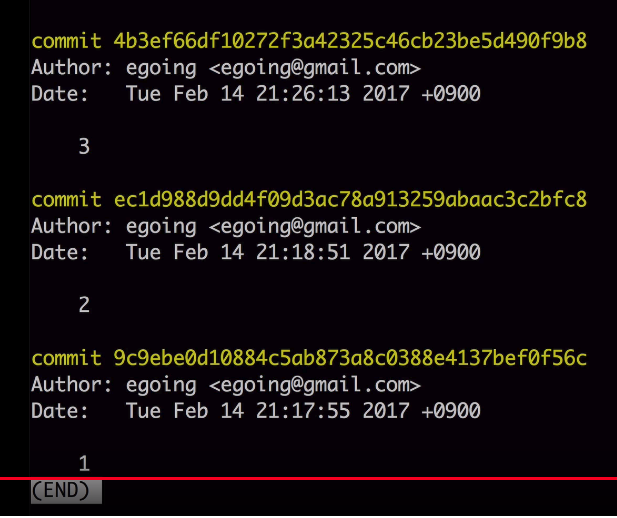 commit 4b3ef66df10272f3a42325c46cb23be5d490f9b8
Author: egoing <egoing@gmail.com>
Date:   Tue Feb 14 21:26:13 2017 +0900
3
commit ec1d988d9dd4f09d3ac78a913259abaac3c2bfc8
Author: egoing <egoing@gmail.com>
Date:   Tue Feb 14 21:18:51 2017 +0900
2
commit 9c9ebe0d10884c5ab873a8c0388e4137bef0f56c
Author: egoing <egoing@gmail.com>
Date:   Tue Feb 14 21:17:55 2017 +0900
1
(END)